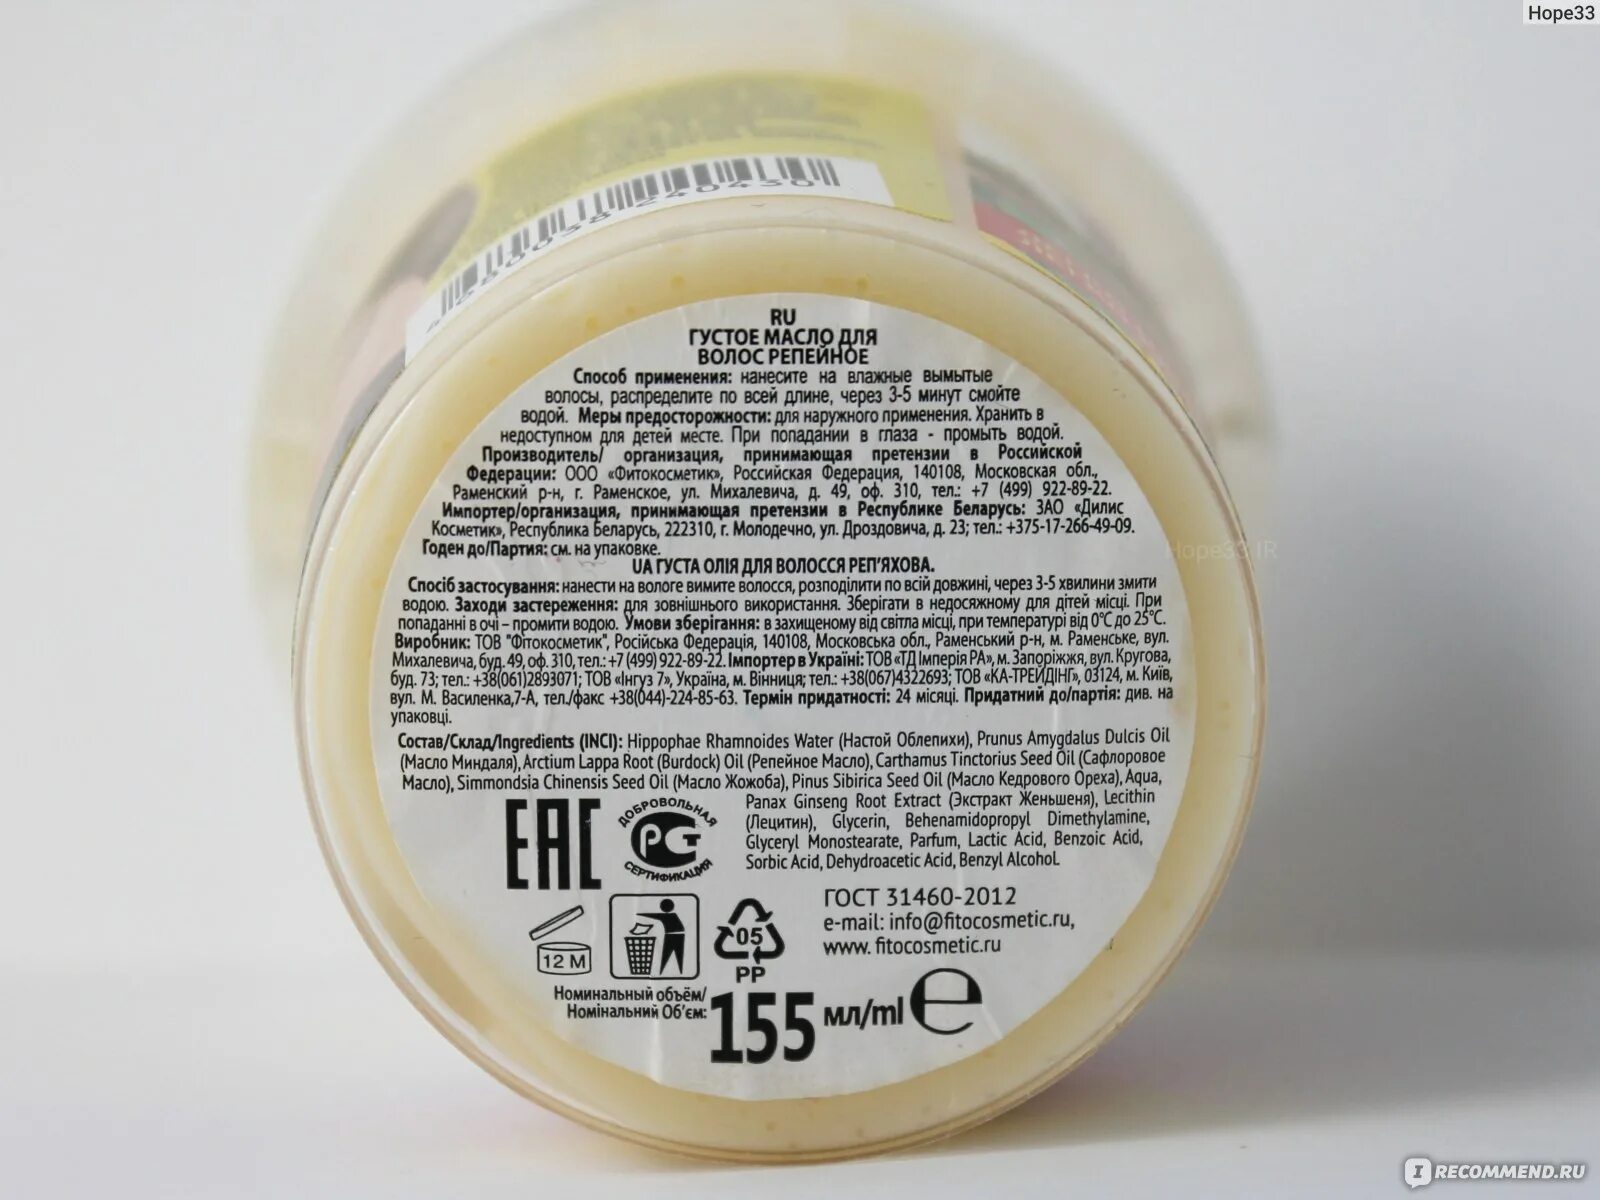 Hope33
RU
ГУСТОЕ МАСЛО ДЛЯ
ВОЛОС РЕПЕЙНОЕ
Способ применения: нанесите на влажные вымытые
волосы, распределите по всей длине, через 3-5 минут смойте
водой. Меры предосторожности: для наружного применения. Хранить в
недоступном для детей месте. При попадании в глаза - промыть водой.
Производитель/ организация, принимающая претензии в Российской
Федерации: ООО «Фитокосметик», Российская Федерация, 140108, Московская обл.,
Раменский р-н, г. Раменское, ул. Михалевича, д. 49, оф. 310, тел.: +7 (499) 922-89-22.
Импортер/организация, принимающая претензии в Республике Беларусь: ЗАО «Дилис
Косметик», Республика Беларусь, 222310, г. Молодечно, ул. Дроздовича, д. 23; тел.: +375-17-266-49-09.
Годен до/Партия: см. на упаковке.
UA ГУСТА ОЛІЯ ДЛЯ ВОЛОССЯ РЕП'ЯХОВА.
Спосіб застосування: нанести на вологе вимите волосся, розподілити по всій довжині, через 3-5 хвилини змити
водою. Заходи застереження: для зовнішнього використання. Зберігати в недосяжному для дітей місці. При
попаданні в очі – промити водою. Умови зберігання: в захищеному від світла місці, при температурі від 0°С до 25°С.
Виробник: ТОВ "Фітокосметик", Російська Федерація, 140108, Московська обл., Раменський р-н, м. Раменське, вул.
Михалевича, буд. 49, оф. 310, тел.: +7 (499) 922-89-22. Імпортер в Україні: ТОВ «ТД Імперія РА», м. Запоріжжя, вул. Кругова,
буд. 73; тел.: +38(061)2893071; ТОВ «Інгуз 7», Україна, м. Вінниця; тел.: +38(067)4322693; ТОВ «КА-ТРЕЙДІНГ», 03124, м. Київ,
вул. М. Василенка,7-А, тел./факс +38(044)-224-85-63. Термін придатності: 24 місяці. Придатний до/партія: див. на
упаковці.
Состав/Склад/Ingredients (INCI): Hippophae Rhamnoides Water (Настой Облепихи), Prunus Amygdalus Dulcis Oil
(Масло Миндаля), Arctium Lappa Root (Burdock) Oil (Репейное Масло), Carthamus Tinctorius Seed Oil (Сафлоровое
Масло), Simmondsia Chinensis Seed Oil (Масло Жожоба), Pinus Sibirica Seed Oil (Масло Кедрового Ореха), Aqua,
Panax Ginseng Root Extract (Экстракт Женьшеня), Lecithin
(Лецитин), Glycerin, Behenamidopropyl Dimethylamine,
Glyceryl Monostearate, Parfum, Lactic Acid, Benzoic Acid,
Sorbic Acid, Dehydroacetic Acid, Benzyl Alcohol.
EAC
ДОБРОВОЛЬНАЯ
РСТ
СЕРТИФИКАЦИЯ
ГОСТ 31460-2012
e-mail: info@fitocosmetic.ru,
www. fitocosmetic.ru
12 M
05
PP
Номинальный объём/
Номінальний Об'єм:
155 мл/ml e
Hope33 IR
IRECOMMEND.RU